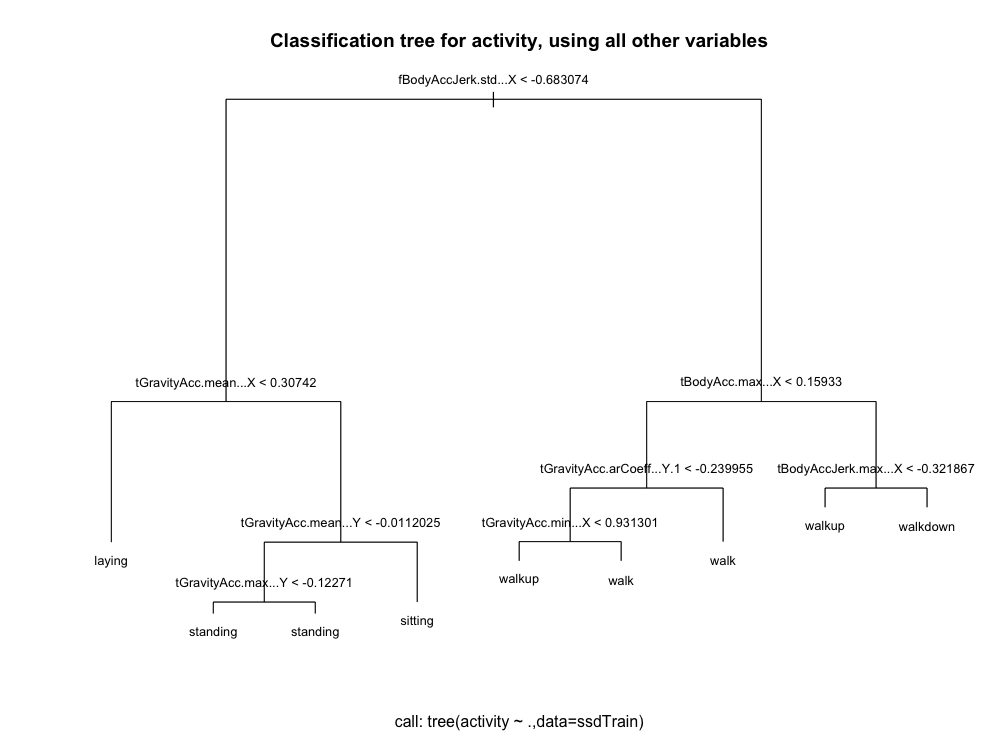 Classification tree for activity, using all other variables
fBodyAccJerk.std...X < -0.683074
tGravityAcc.mean...X < 0.30742
tBodyAcc.max...X < 0.15933
tGravityAcc.arCoeff...Y.1 < -0.239955
tBodyAccJerk.max...X < -0.321867
tGravityAcc.mean...Y < -0.0112025
tGravityAcc.min...X < 0.931301
walkup
walkdown
laying
walk
tGravityAcc.max...Y < -0.12271
walkup
walk
sitting
standing
standing
call: tree(activity ~ .,data=ssdTrain)